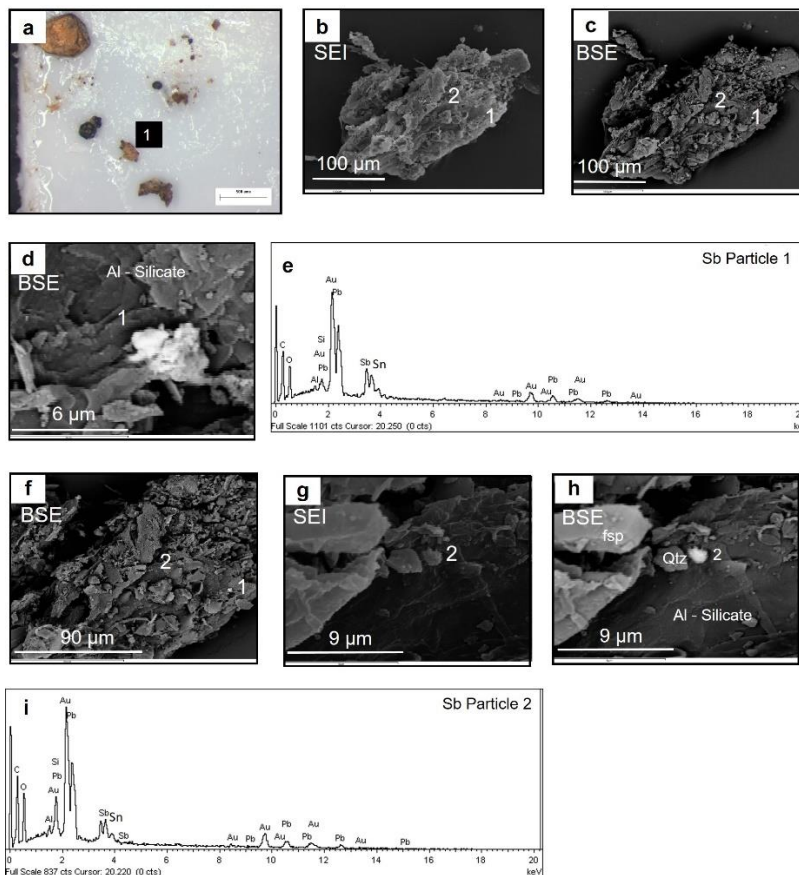 a
1
b
SEI
2
1
100 µm
c
BSE
2
1
100 µm
d
BSE
Al - Silicate
1
6 µm
e
Sb Particle 1
Au
Pb
C
O
Si
Au
Pb
Al
Sb
Sn
Au
Pb
Au
Au
Pb
Au
Pb
Au
0 2 4 6 8 10 12 14 16 18 20
Full Scale 1101 cts Cursor: 20.250 (0 cts)
f
BSE
2
1
90 µm
g
SEI
2
9 µm
h
BSE
fsp
Qtz
2
Al - Silicate
9 µm
i
Sb Particle 2
Au
Pb
Si
Pb
Au
C
O
Al
Sb
Sn
Sb
Au
Pb
Au
Au
Pb
Au
Pb
Au
Pb
0 2 4 6 8 10 12 14 16 18 20
Full Scale 837 cts Cursor: 20.220 (0 cts)
keV